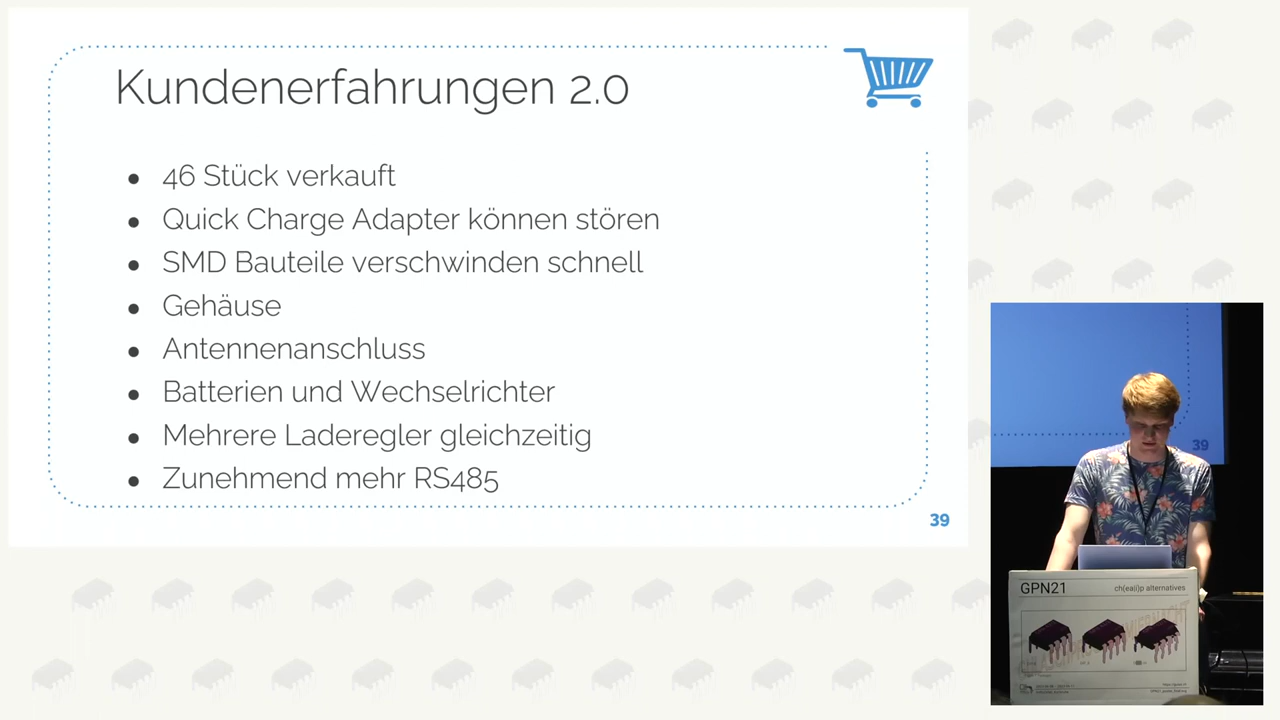 Kundenerfahrungen 2.0
46 Stück verkauft
Quick Charge Adapter können stören
SMD Bauteile verschwinden schnell
Gehäuse
Antennenanschluss
Batterien und Wechselrichter
Mehrere Laderegler gleichzeitig
Zunehmend mehr RS485
39
39
GPN21
ch(ea(i)p alternatives